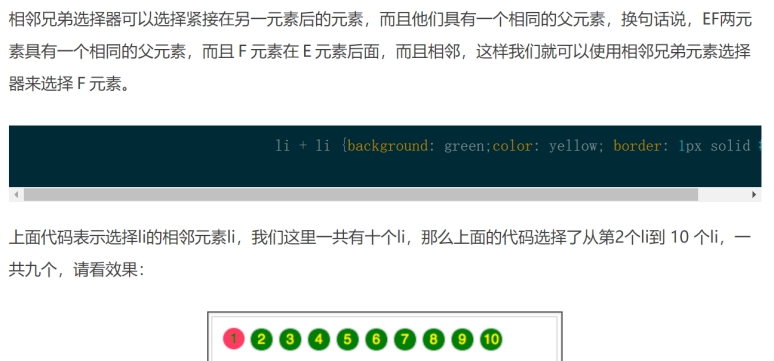 相邻兄弟选择器可以选择紧接在另一元素后的元素，而且他们具有一个相同的父元素，换句话说，EF两元
素具有一个相同的父元素，而且 F 元素在 E 元素后面，而且相邻，这样我们就可以使用相邻兄弟元素选择
器来选择 F 元素。
li + li {background: green;color: yellow; border: 1px solid
上面代码表示选择li的相邻元素li，我们这里一共有十个li，那么上面的代码选择了从第2个li到 10 个li，一
共九个，请看效果：
1 2 3 4 5 6 7 8 9 10